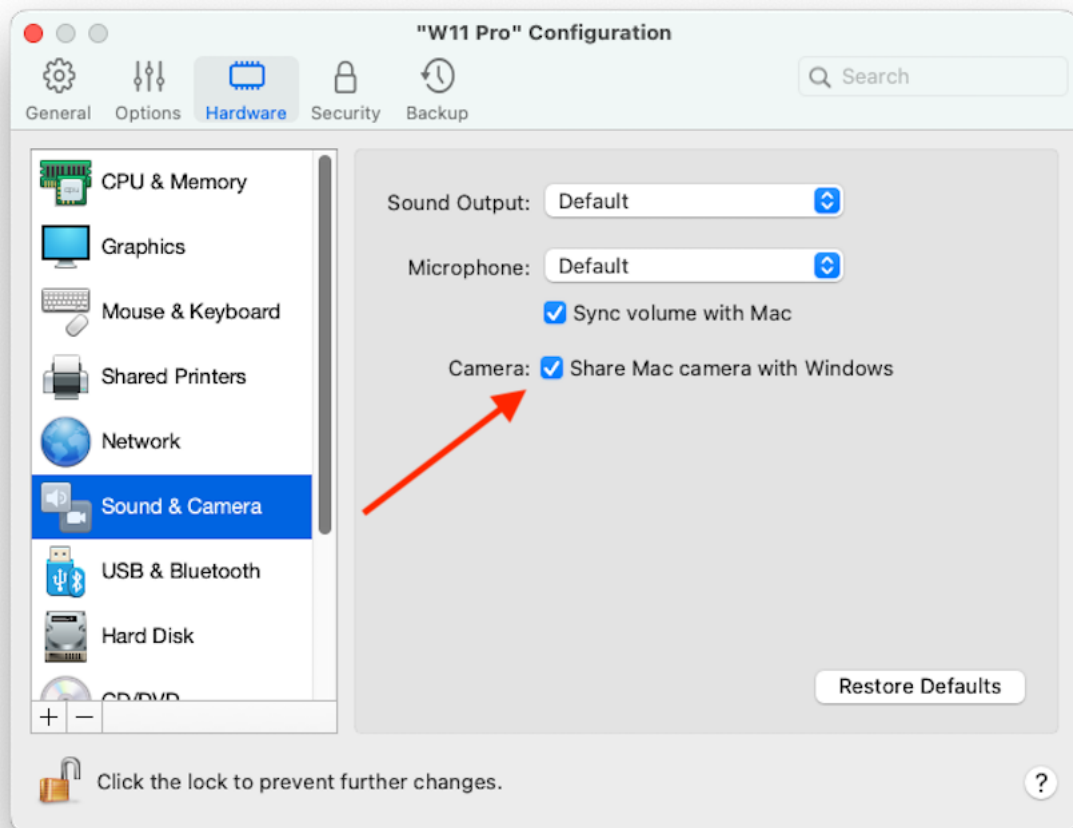 "W11 Pro" Configuration
General Options Hardware Security Backup
Search
CPU & Memory
Graphics
Mouse & Keyboard
Shared Printers
Network
Sound & Camera
USB & Bluetooth
Hard Disk
CD/DVD
Sound Output: Default
Microphone: Default
Sync volume with Mac
Camera: Share Mac camera with Windows
Restore Defaults
Click the lock to prevent further changes.
?